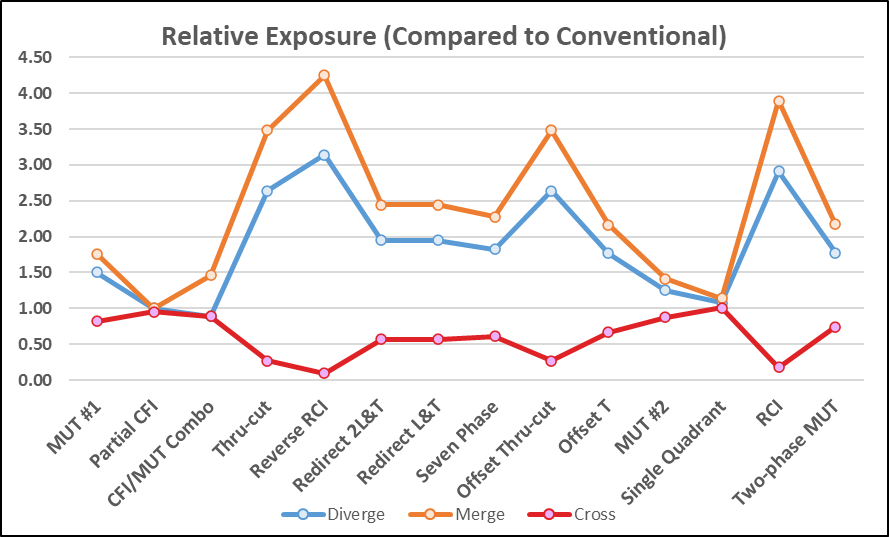 Relative Exposure (Compared to Conventional)
4.50
4.00
3.50
3.00
2.50
2.00
1.50
1.00
0.50
0.00
MUT #1
Partial CFI
CFI/MUT Combo
Thru-cut
Reverse RCI
Redirect 2L&T
Redirect L&T
Seven Phase
Offset Thru-cut
Offset T
MUT #2
Single Quadrant
RCI
Two-phase MUT
Diverge Merge Cross